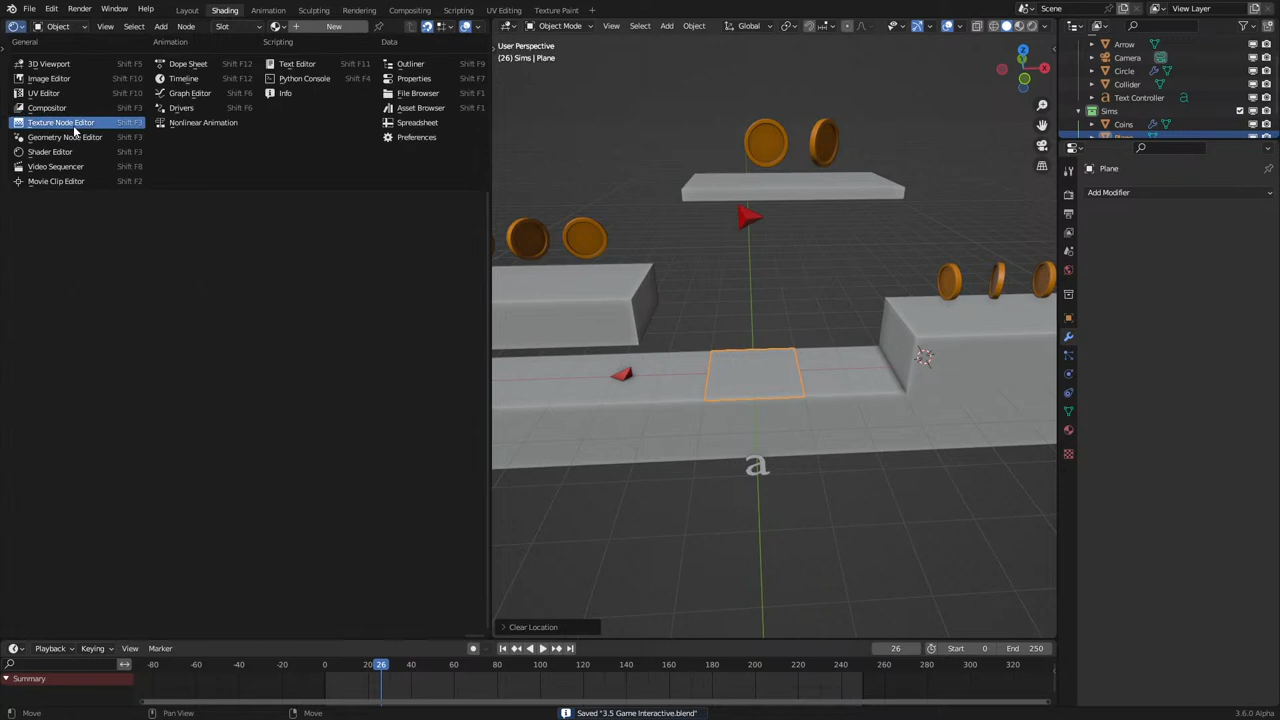 File Edit Render Window Help Layout Shading Animation Sculpting Rendering Compositing Scripting UV Editing Texture Paint Scene View Layer
Object View Select Add Node Slot New Object Mode View Select Add Object Global
General Animation Scripting Data
3D Viewport Shift F5 Dope Sheet Shift F12 Text Editor Shift F11 Outliner Shift F9
Image Editor Shift F10 Timeline Shift F12 Python Console Shift F4 Properties Shift F7
UV Editor Shift F10 Graph Editor Shift F6 Info File Browser Shift F1
Compositor Shift F3 Drivers Shift F6 Asset Browser Shift F1
Texture Node Editor Shift F3 Nonlinear Animation Spreadsheet
Geometry Node Editor Shift F3 Preferences
Shader Editor Shift F3
Video Sequencer Shift F8
Movie Clip Editor Shift F2
User Perspective
(26) Sims | Plane
a
Clear Location
Arrow
Camera
Circle
Collider
Text Controller
Sims
Coins
Plane
Plane
Add Modifier
Playback Keying View Marker 26 Start 0 End 250
-80 -60 -40 -20 0 20 26 40 60 80 100 120 140 160 180 200 220 240 260 280 300 320
Summary
Move Pan View Move Saved "3.5 Game Interactive.blend" 3.6.0 Alpha